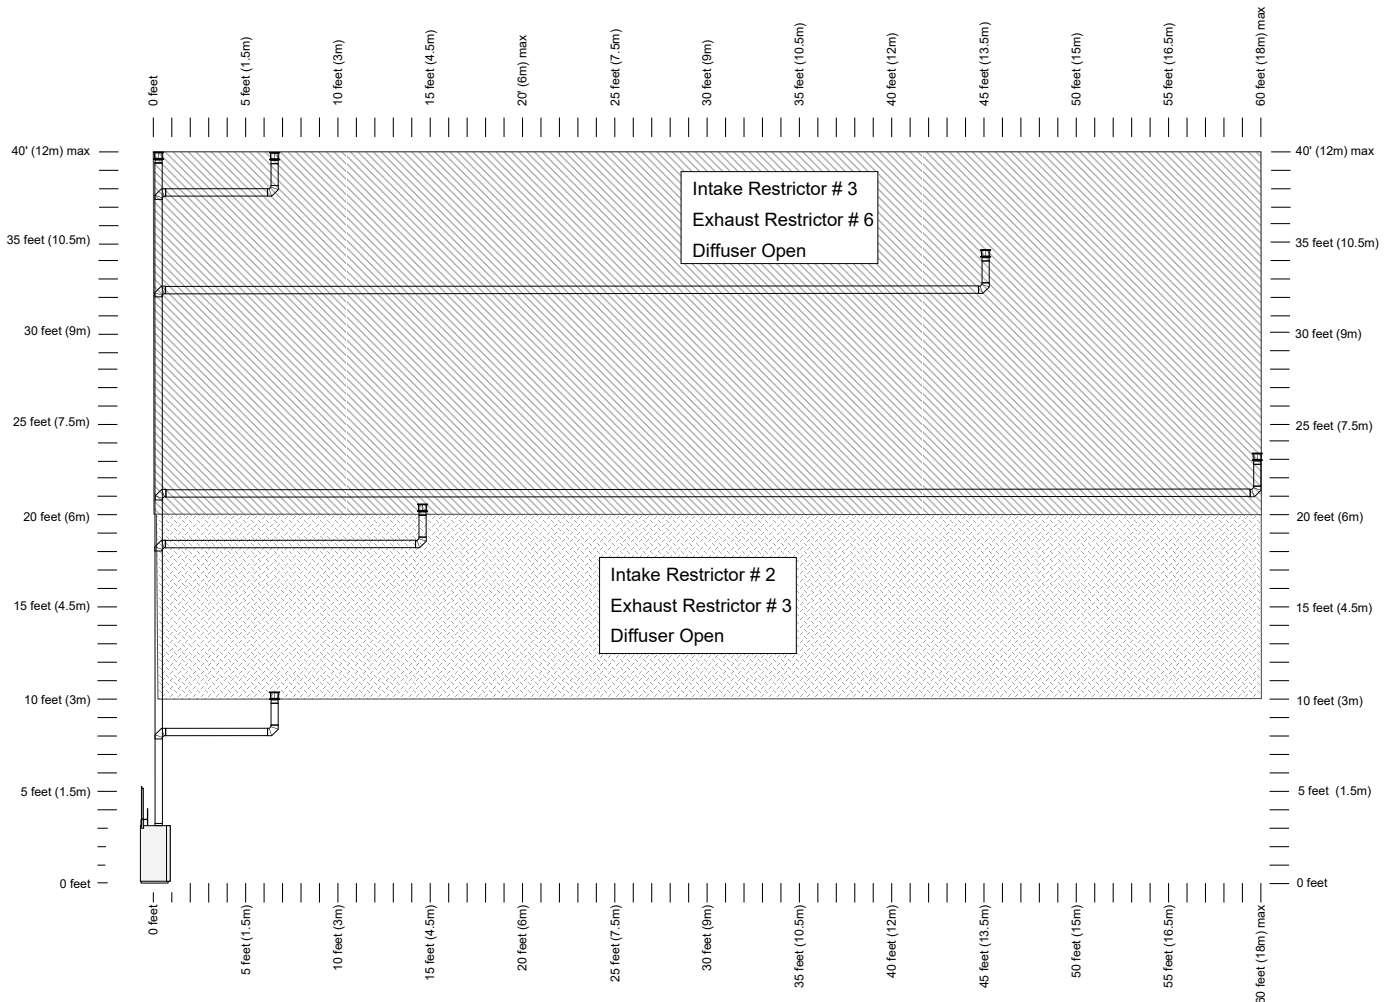 0 feet
5 feet (1.5m)
10 feet (3m)
15 feet (4.5m)
20' (6m) max
25 feet (7.5m)
30 feet (9m)
35 feet (10.5m)
40 feet (12m)
45 feet (13.5m)
50 feet (15m)
55 feet (16.5m)
60 feet (18m) max
40' (12m) max
35 feet (10.5m)
30 feet (9m)
25 feet (7.5m)
20 feet (6m)
15 feet (4.5m)
10 feet (3m)
5 feet (1.5m)
0 feet
Intake Restrictor # 3
Exhaust Restrictor # 6
Diffuser Open
Intake Restrictor # 2
Exhaust Restrictor # 3
Diffuser Open
40' (12m) max
35 feet (10.5m)
30 feet (9m)
25 feet (7.5m)
20 feet (6m)
15 feet (4.5m)
10 feet (3m)
5 feet (1.5m)
0 feet
0 feet
5 feet (1.5m)
10 feet (3m)
15 feet (4.5m)
20 feet (6m)
25 feet (7.5m)
30 feet (9m)
35 feet (10.5m)
40 feet (12m)
45 feet (13.5m)
50 feet (15m)
55 feet (16.5m)
60 feet (18m) max